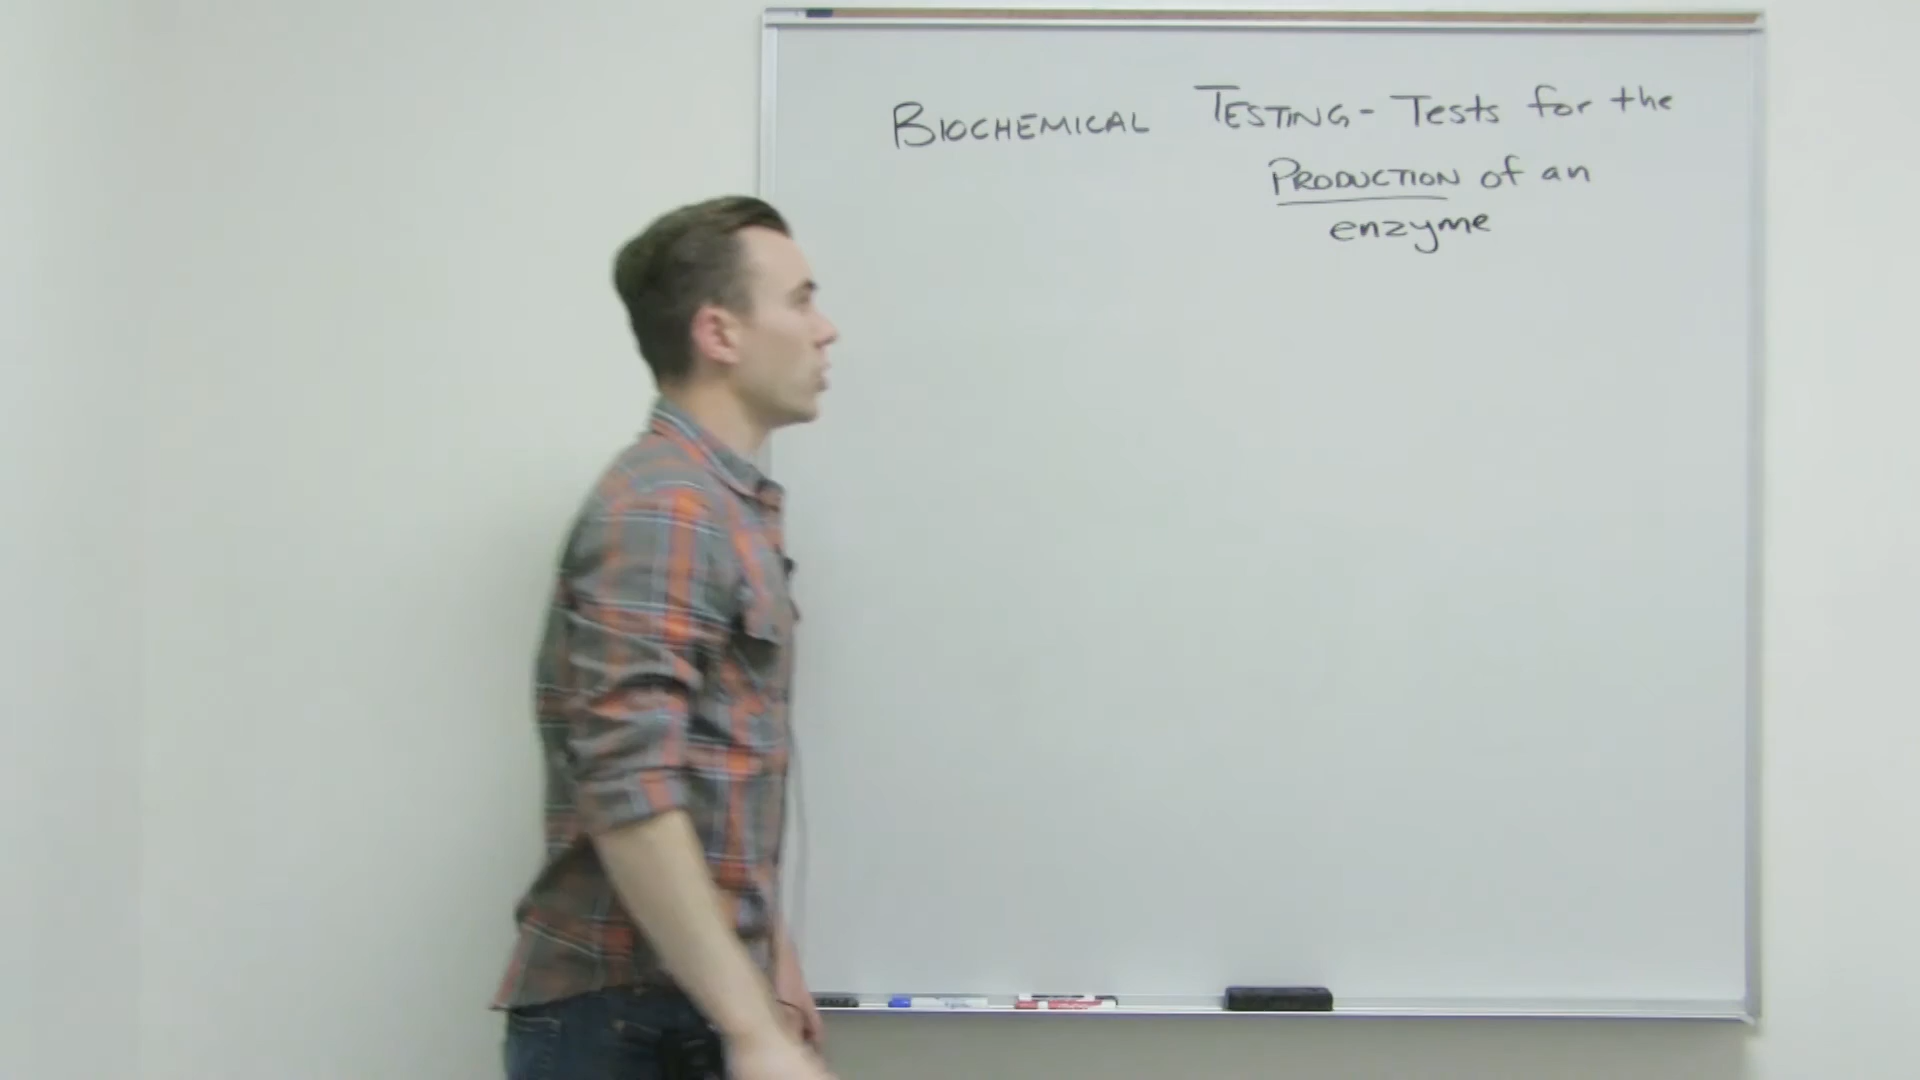 BIOCHEMICAL TESTING - Tests for the
PRODUCTION of an
enzyme